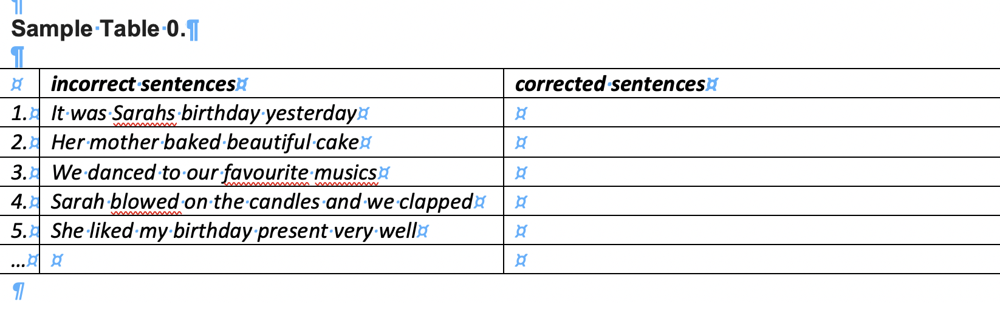 Sample Table 0.
incorrect sentences corrected sentences
1. It was Sarahs birthday yesterday
2. Her mother baked beautiful cake
3. We danced to our favourite musics
4. Sarah blowed on the candles and we clapped
5. She liked my birthday present very well
...